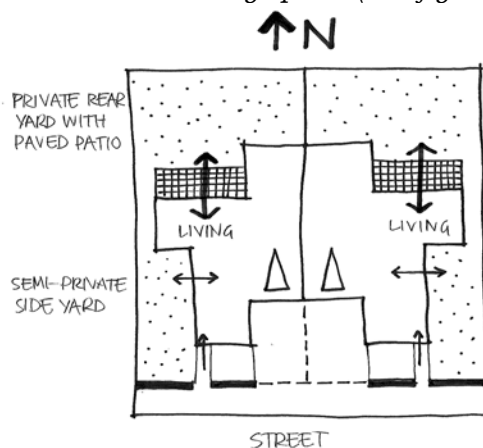 N
PRIVATE REAR
YARD WITH
PAVED PATIO
LIVING
LIVING
SEMI-PRIVATE
SIDE YARD
STREET